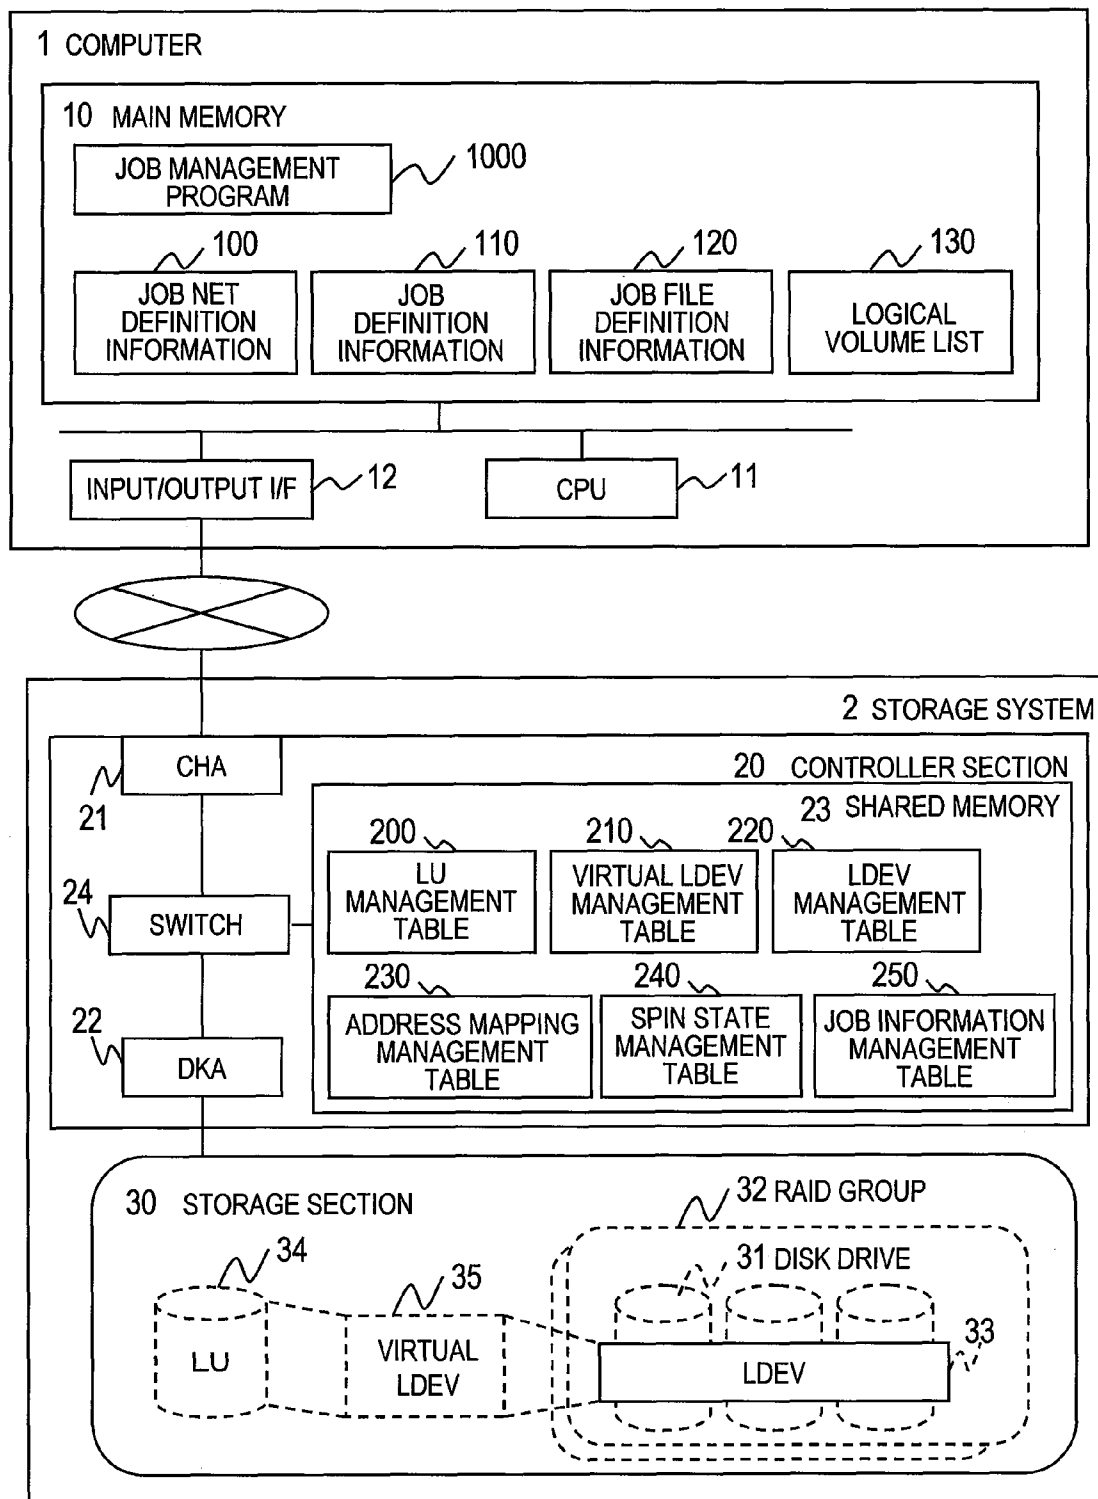 1 COMPUTER
10 MAIN MEMORY
JOB MANAGEMENT
PROGRAM
1000
100
110
120
130
JOB NET
DEFINITION
INFORMATION
JOB
DEFINITION
INFORMATION
JOB FILE
DEFINITION
INFORMATION
LOGICAL
VOLUME LIST
INPUT/OUTPUT I/F
12
CPU
11
2 STORAGE SYSTEM
CHA
21
20 CONTROLLER SECTION
23 SHARED MEMORY
200
210
220
LU
MANAGEMENT
TABLE
VIRTUAL LDEV
MANAGEMENT
TABLE
LDEV
MANAGEMENT
TABLE
24
SWITCH
230
240
250
ADDRESS MAPPING
MANAGEMENT
TABLE
SPIN STATE
MANAGEMENT
TABLE
JOB INFORMATION
MANAGEMENT
TABLE
22
DKA
30 STORAGE SECTION
32 RAID GROUP
34
35
31 DISK DRIVE
33
LU
VIRTUAL
LDEV
LDEV